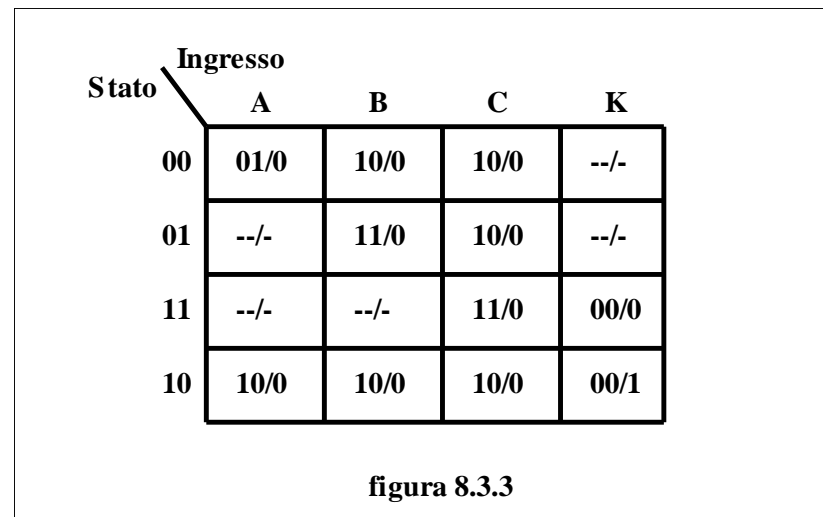 Ingresso
Stato
A B C K
00 01/0 10/0 10/0 --/-
01 --/- 11/0 10/0 --/-
11 --/- --/- 11/0 00/0
10 10/0 10/0 10/0 00/1
figura 8.3.3